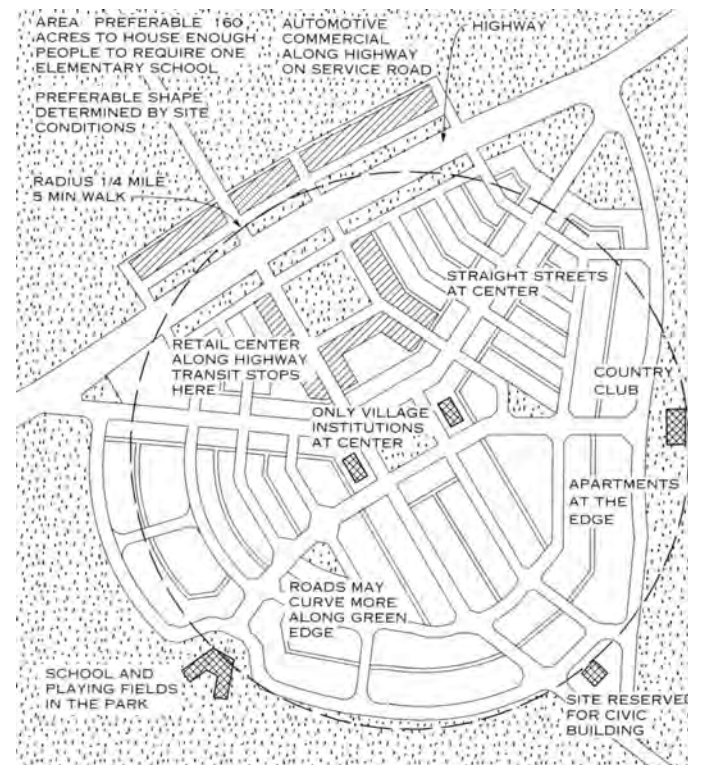 AREA PREFERABLE 160
ACRES TO HOUSE ENOUGH
PEOPLE TO REQUIRE ONE
ELEMENTARY SCHOOL
PREFERABLE SHAPE
DETERMINED BY SITE
CONDITIONS
AUTOMOTIVE
COMMERCIAL
ALONG HIGHWAY
ON SERVICE ROAD
HIGHWAY
RADIUS 1/4 MILE
5 MIN WALK
STRAIGHT STREETS
AT CENTER
RETAIL CENTER
ALONG HIGHWAY
TRANSIT STOPS
HERE
COUNTRY
CLUB
ONLY VILLAGE
INSTITUTIONS
AT CENTER
APARTMENTS
AT THE
EDGE
ROADS MAY
CURVE MORE
ALONG GREEN
EDGE
SCHOOL AND
PLAYING FIELDS
IN THE PARK
SITE RESERVED
FOR CIVIC
BUILDING